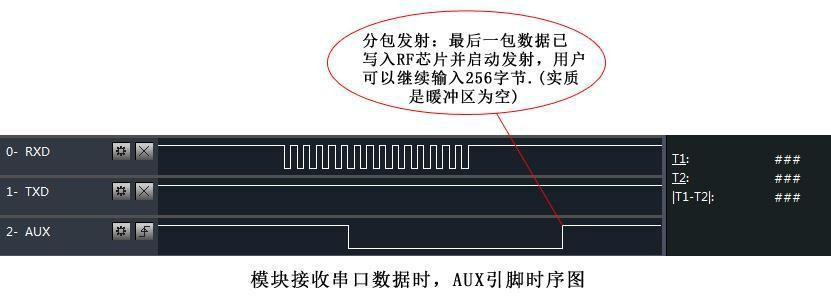 分包发射：最后一包数据已
写入RF芯片并启动发射，用户
可以继续输入256字节.(实质
是暖冲区为空)
0- RXD
T1: ###
1- TXD
T2: ###
|T1-T2|: ###
2- AUX
模块接收串口数据时，AUX引脚时序图